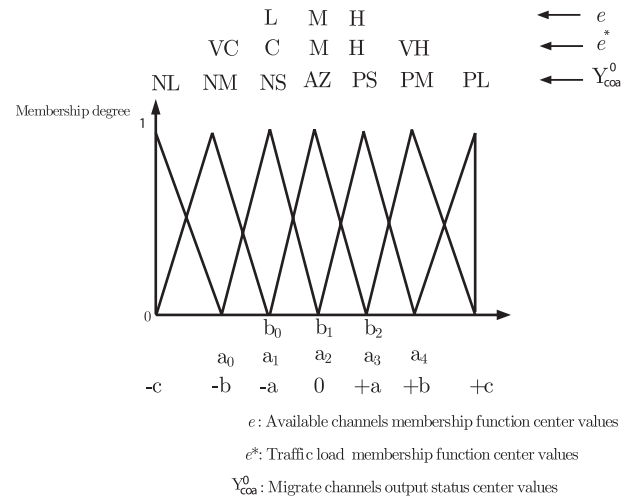 L M H e
VC C M H VH e*
NL NM NS AZ PS PM PL Y⁰coa
Membership degree
1
0
b₀ b₁ b₂
a₀ a₁ a₂ a₃ a₄
-c -b -a 0 +a +b +c
e : Available channels membership function center values
e*: Traffic load membership function center values
Y⁰coa : Migrate channels output status center values